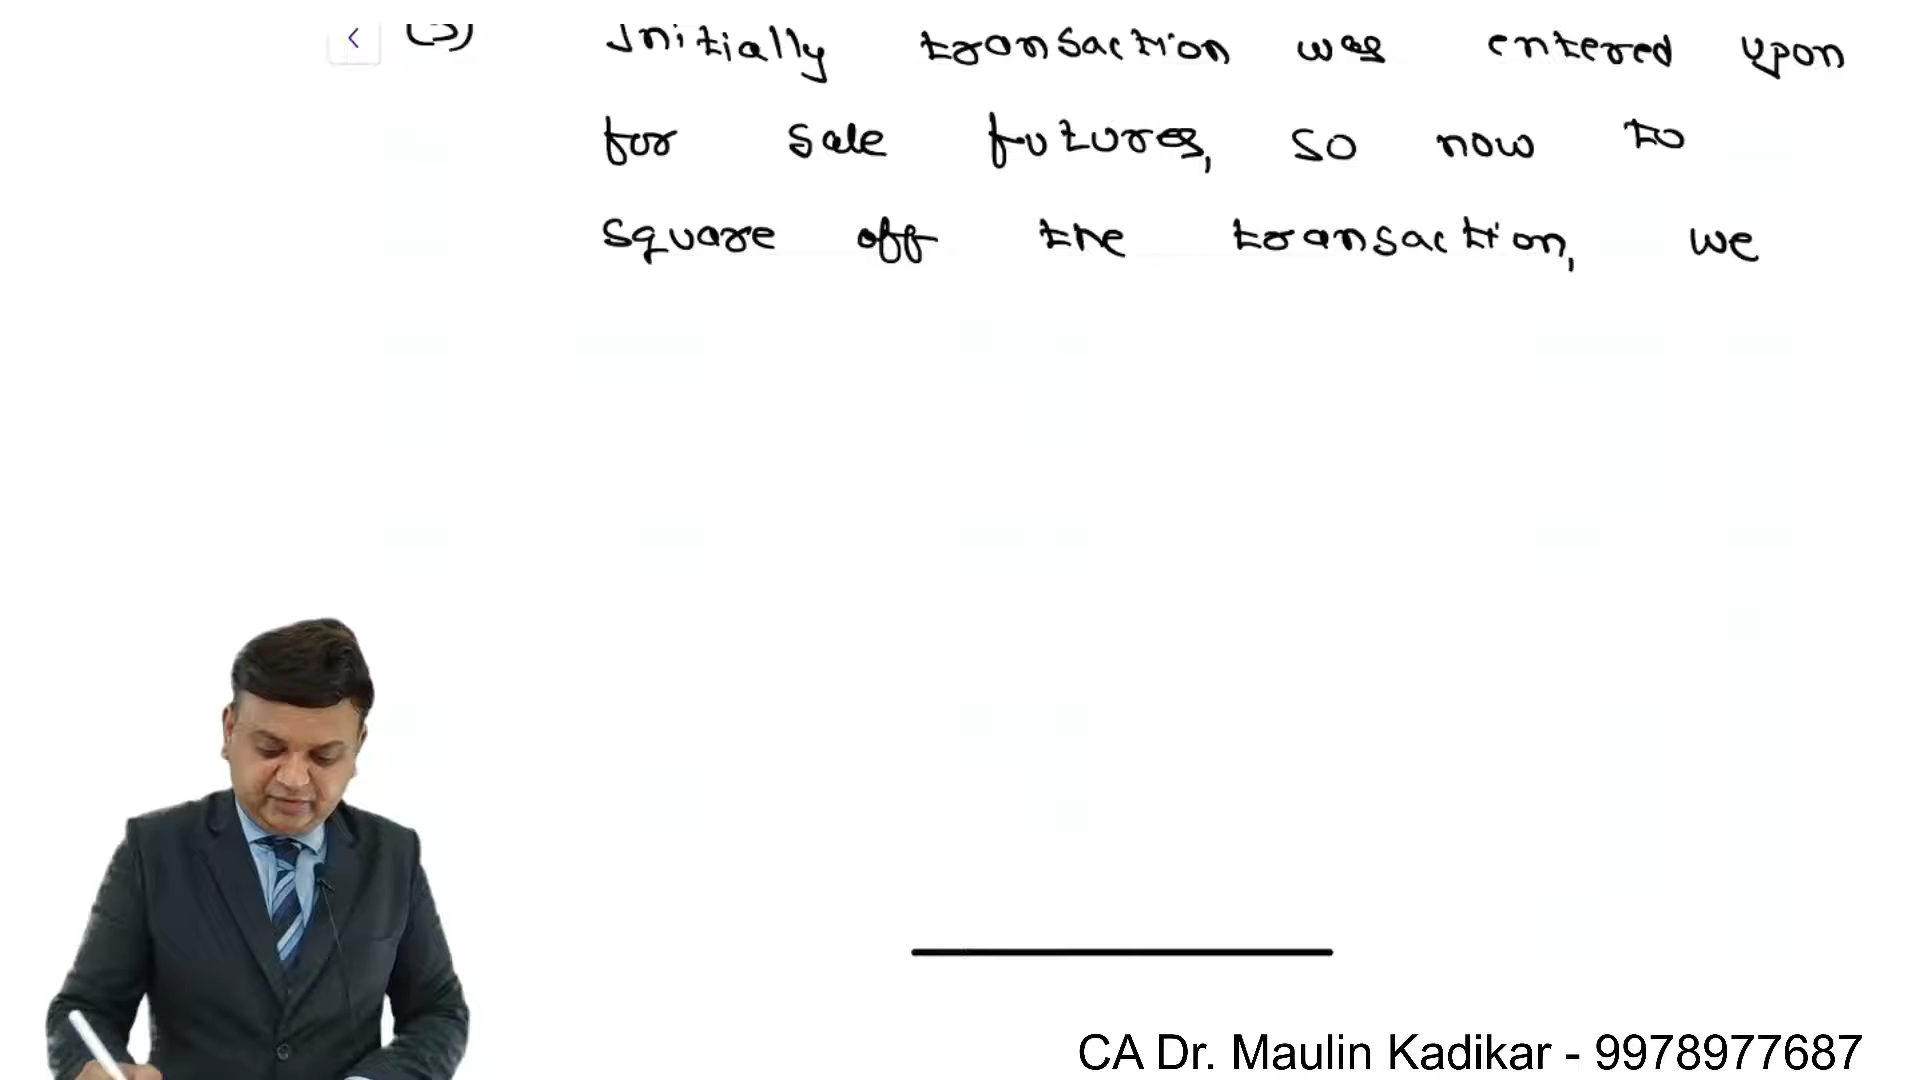 (3) Initially transaction was entered upon
for sale futures, so now to
square off the transaction, we
CA Dr. Maulin Kadikar - 9978977687